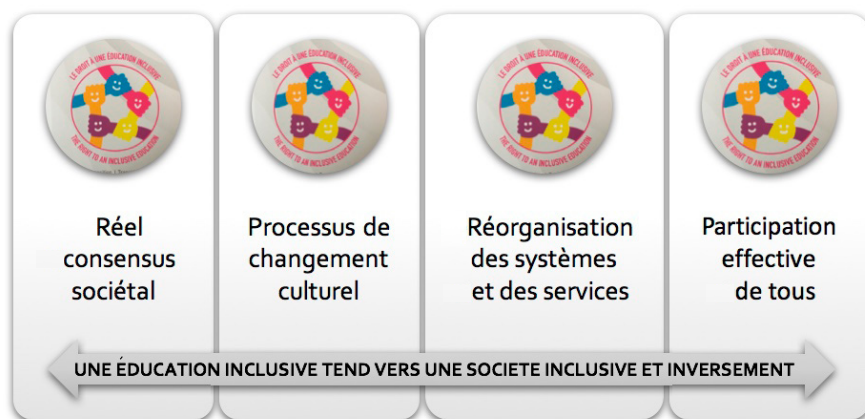 LE DROIT À UNE ÉDUCATION INCLUSIVE
THE RIGHT TO AN INCLUSIVE EDUCATION
LE DROIT À UNE ÉDUCATION INCLUSIVE
THE RIGHT TO AN INCLUSIVE EDUCATION
LE DROIT À UNE ÉDUCATION INCLUSIVE
THE RIGHT TO AN INCLUSIVE EDUCATION
LE DROIT À UNE ÉDUCATION INCLUSIVE
THE RIGHT TO AN INCLUSIVE EDUCATION
Réel
consensus
sociétal
Processus de
changement
culturel
Réorganisation
des systèmes
et des services
Participation
effective
de tous
UNE ÉDUCATION INCLUSIVE TEND VERS UNE SOCIETE INCLUSIVE ET INVERSEMENT